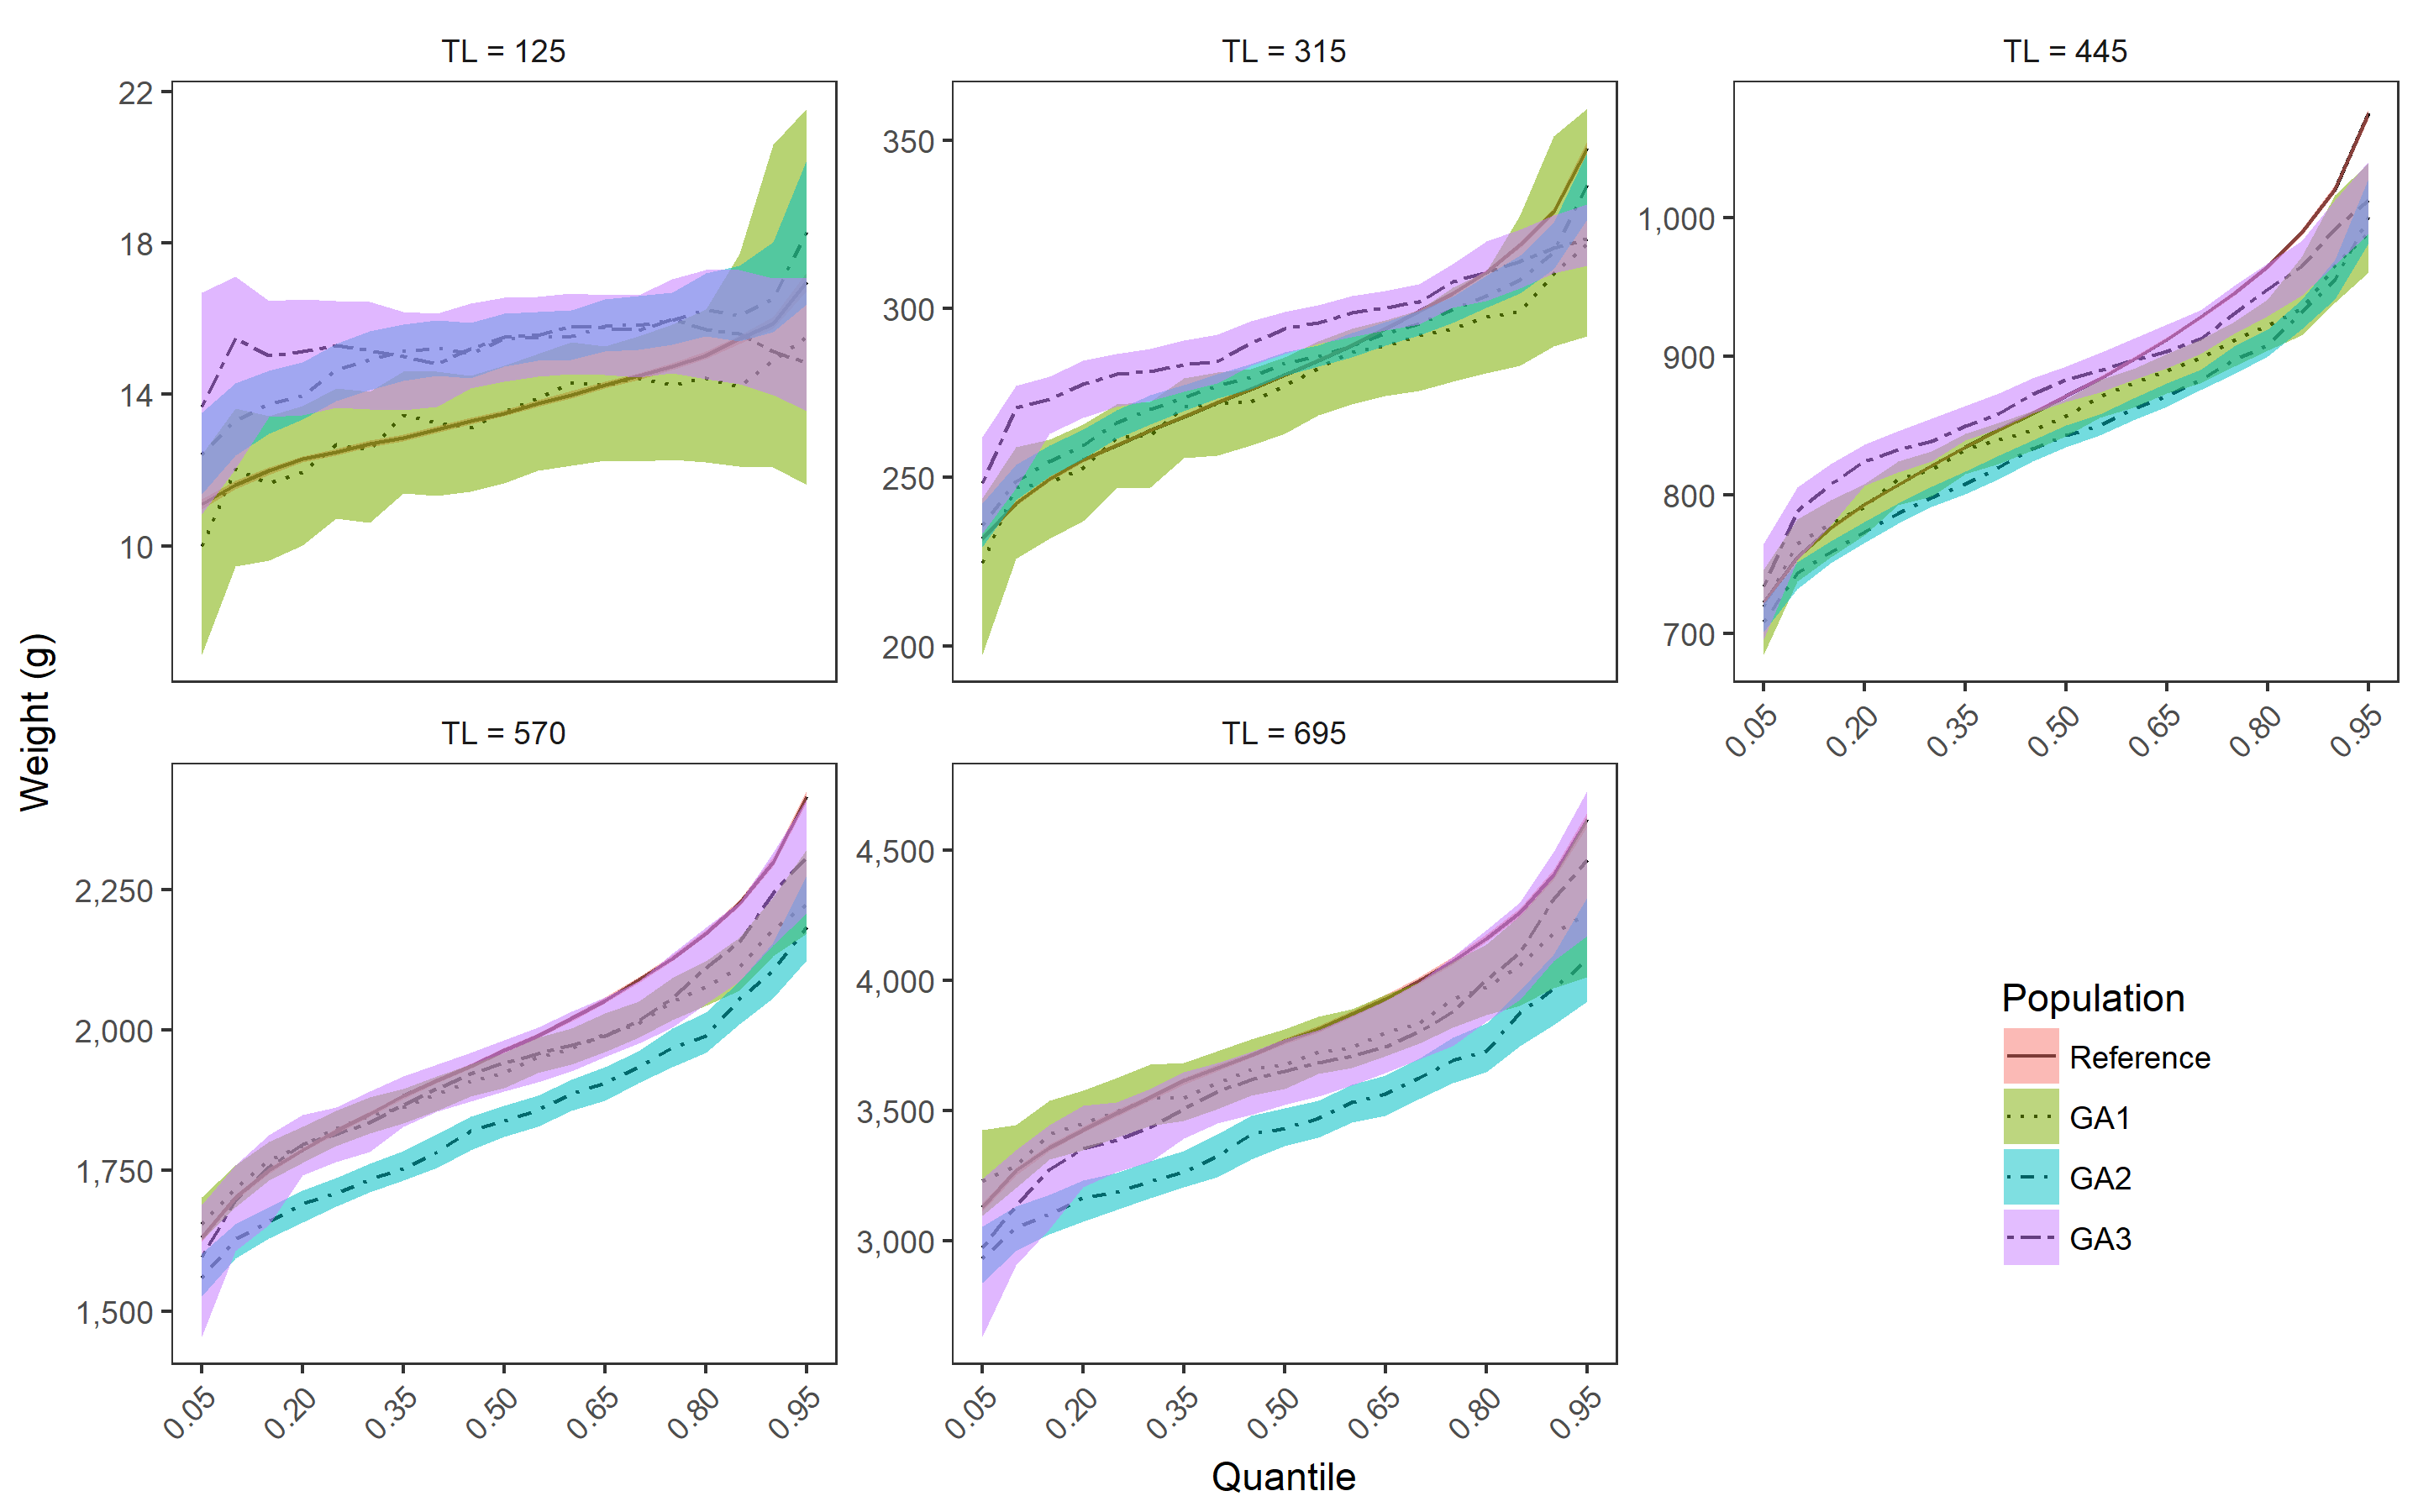 TL = 125
TL = 315
TL = 445
22
18
14
10
350
300
250
200
1,000
900
800
700
0.05 0.20 0.35 0.50 0.65 0.80 0.95
Weight (g)
TL = 570
TL = 695
2,250
2,000
1,750
1,500
4,500
4,000
3,500
3,000
0.05 0.20 0.35 0.50 0.65 0.80 0.95
0.05 0.20 0.35 0.50 0.65 0.80 0.95
Quantile
Population
Reference
GA1
GA2
GA3